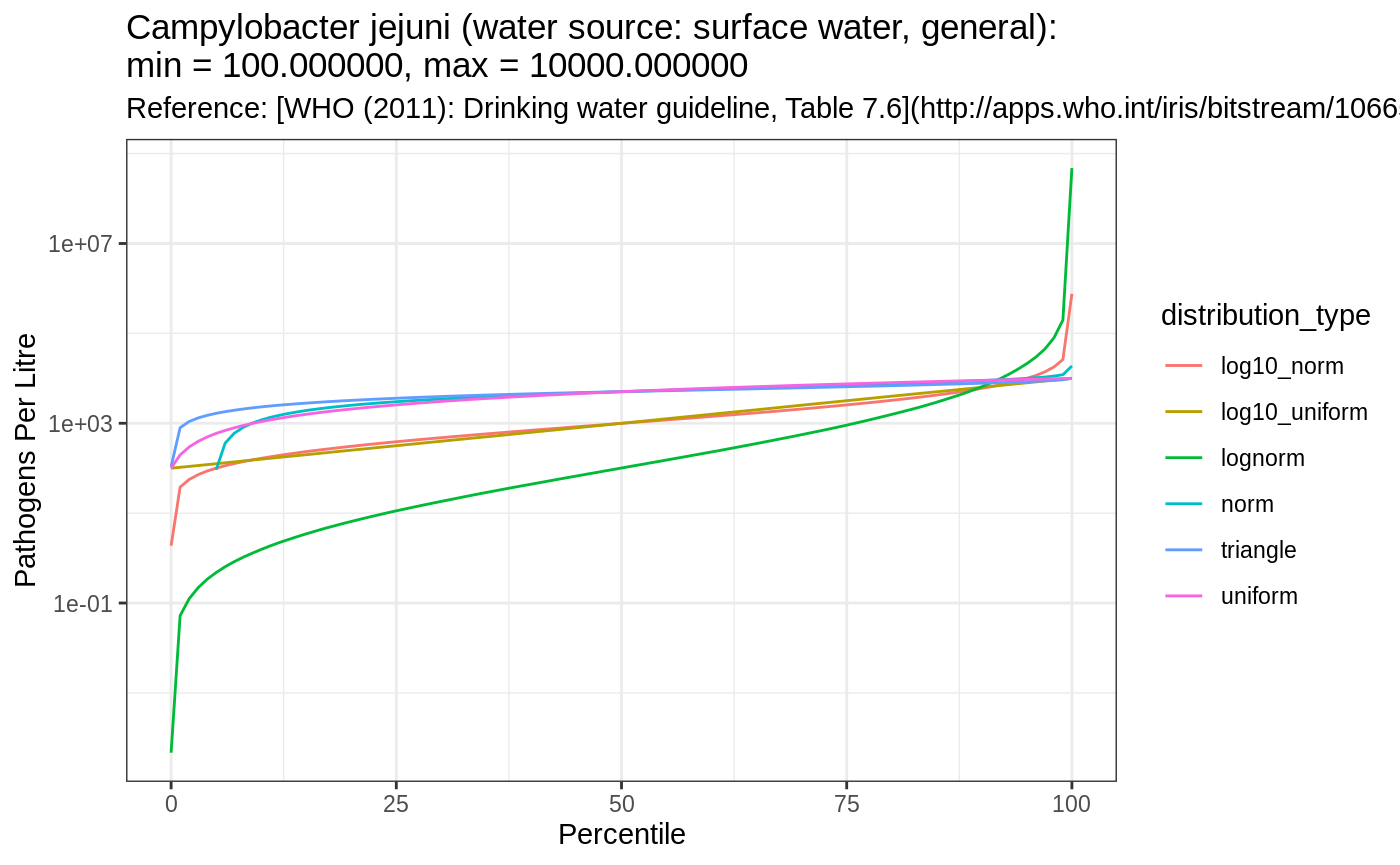 Campylobacter jejuni (water source: surface water, general):
min = 100.000000, max = 10000.000000
Reference: [WHO (2011): Drinking water guideline, Table 7.6](http://apps.who.int/iris/bitstream/1066
Pathogens Per Litre
1e+07
1e+03
1e-01
0
25
50
75
100
Percentile
distribution_type
log10_norm
log10_uniform
lognorm
norm
triangle
uniform